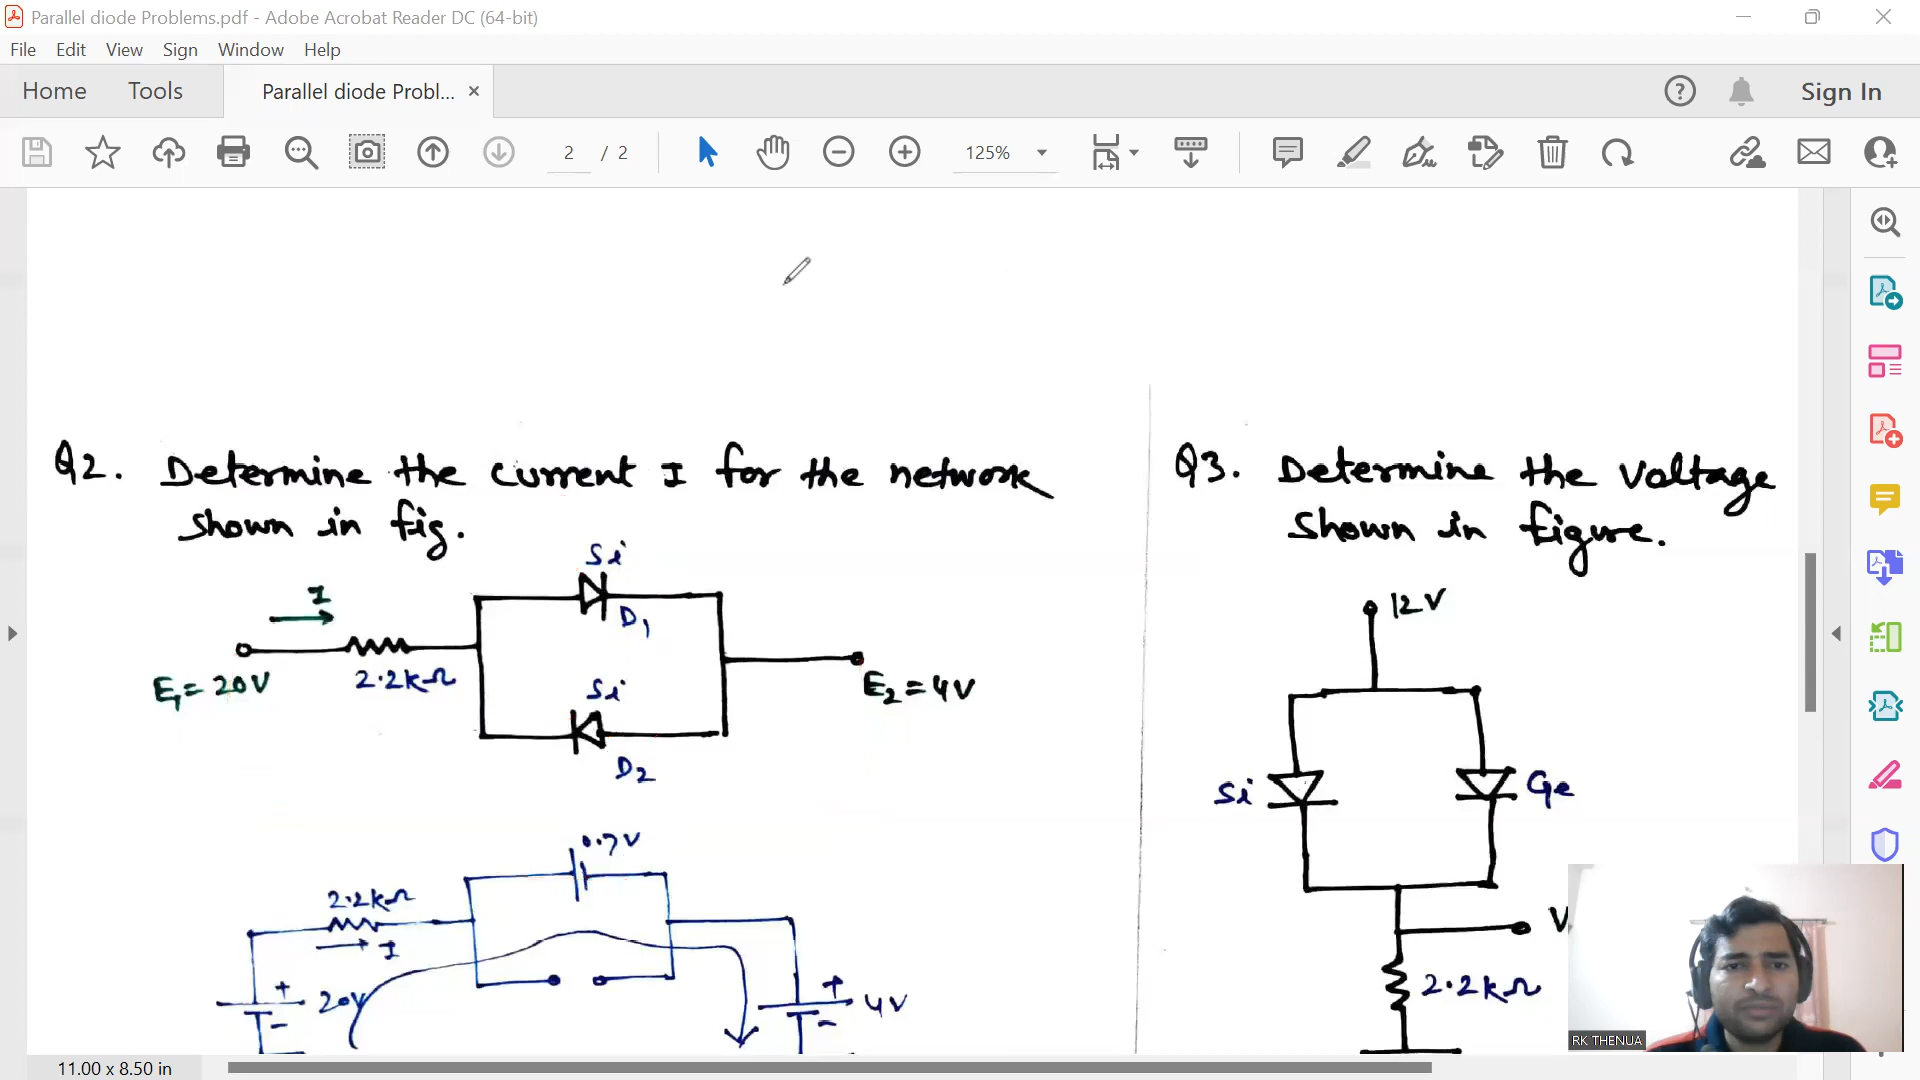 Parallel diode Problems.pdf - Adobe Acrobat Reader DC (64-bit)
File Edit View Sign Window Help
Home Tools Parallel diode Probl... × Sign In
2 / 2 125%
Q2. Determine the current I for the network
shown in fig.
Si
I
D1
E1 = 20V
2.2kΩ
Si
E2 = 4V
D2
0.7V
2.2kΩ
I
+
20V
-
+
4V
-
Q3. Determine the voltage
shown in figure.
12V
Si
Ge
V
2.2kΩ
RK THENUA
11.00 x 8.50 in